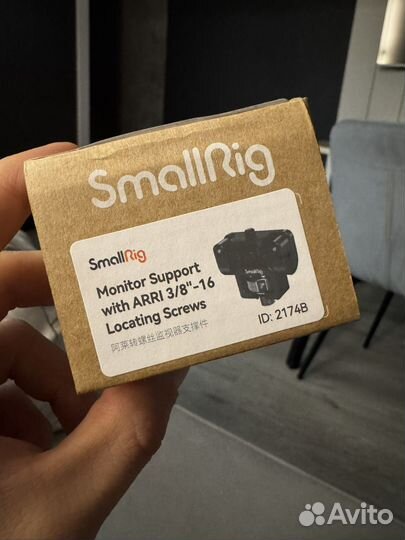 SmallRig
SmallRig
Monitor Support
with ARRI 3/8"-16
Locating Screws
阿莱转螺丝监视器支撑件
SmallRig
ID: 2174B
Avito